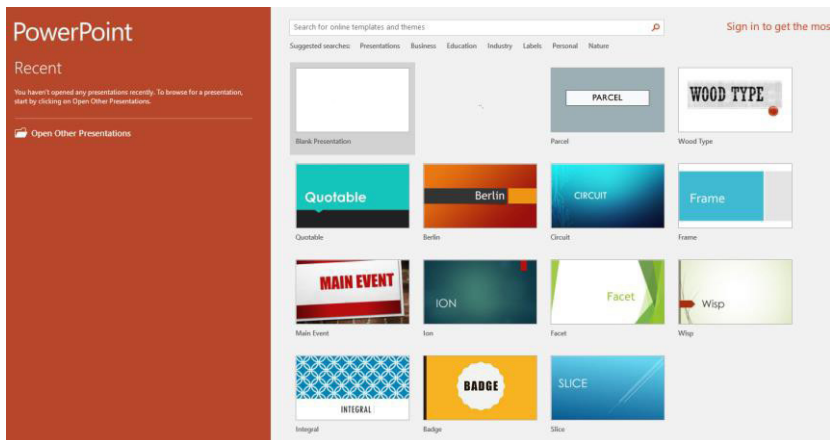 PowerPoint
Recent
You haven't opened any presentations recently. To browse for a presentation,
start by clicking on Open Other Presentations.
Open Other Presentations
Search for online templates and themes
Sign in to get the mos
Suggested searches: Presentations Business Education Industry Labels Personal Nature
PARCEL
WOOD TYPE
Blank Presentation
Parcel
Wood Type
Quotable
Berlin
CIRCUIT
Frame
Quotable
Berlin
Circuit
Frame
MAIN EVENT
ION
Facet
Wisp
Main Event
Ion
Facet
Wisp
INTEGRAL
BADGE
SLICE
Integral
Badge
Slice